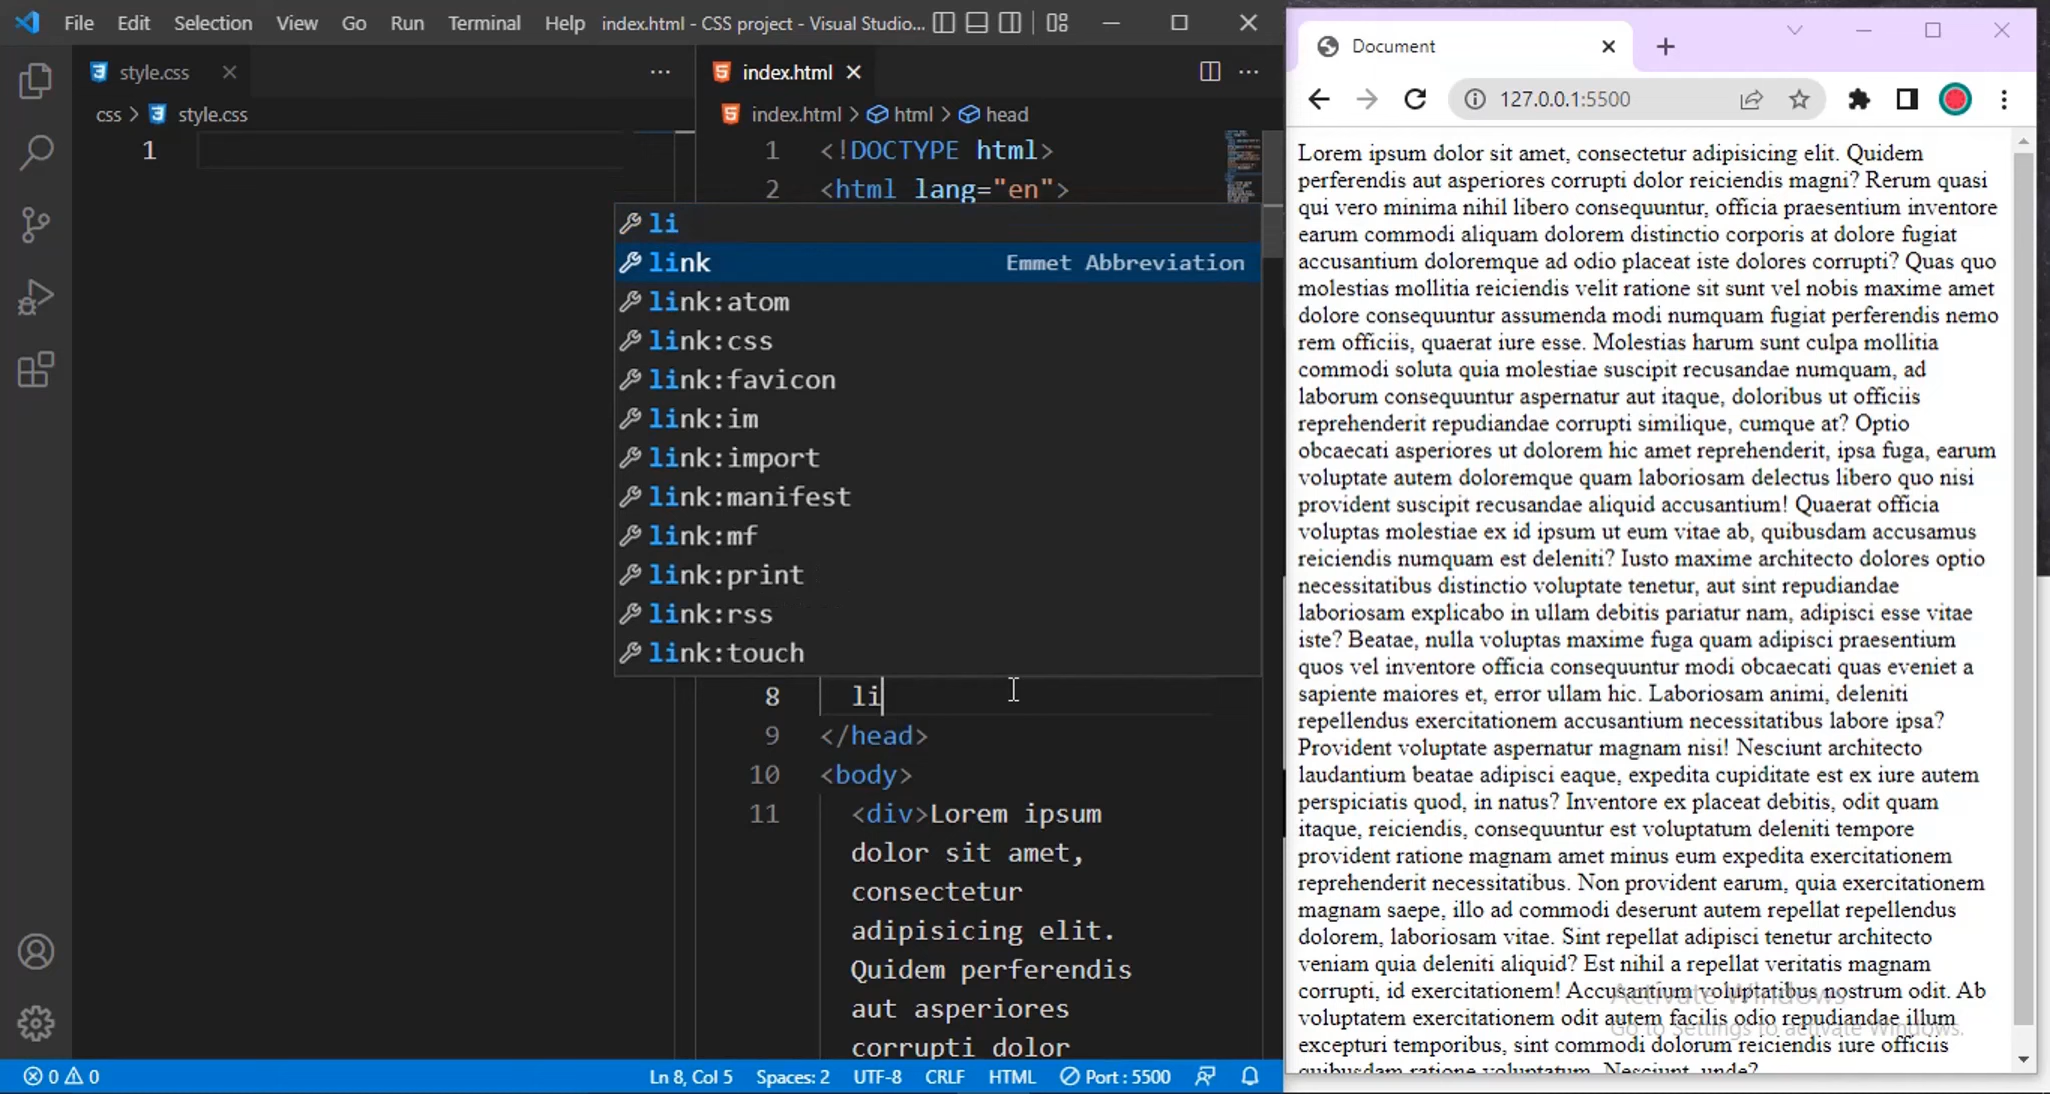 File Edit Selection View Go Run Terminal Help index.html - CSS project - Visual Studio...
style.css
css > style.css
1
index.html
index.html > html > head
1 <!DOCTYPE html>
2 <html lang="en">
li
link Emmet Abbreviation
link:atom
link:css
link:favicon
link:im
link:import
link:manifest
link:mf
link:print
link:rss
link:touch
8 li
9 </head>
10 <body>
11 <div>Lorem ipsum
dolor sit amet,
consectetur
adipisicing elit.
Quidem perferendis
aut asperiores
corrupti dolor
0 0 Ln 8, Col 5 Spaces: 2 UTF-8 CRLF HTML Port : 5500
Document
127.0.0.1:5500
Lorem ipsum dolor sit amet, consectetur adipisicing elit. Quidem
perferendis aut asperiores corrupti dolor reiciendis magni? Rerum quasi
qui vero minima nihil libero consequuntur, officia praesentium inventore
earum commodi aliquam dolorem distinctio corporis at dolore fugiat
accusantium doloremque ad odio placeat iste dolores corrupti? Quas quo
molestias mollitia reiciendis velit ratione sit sunt vel nobis maxime amet
dolore consequuntur assumenda modi numquam fugiat perferendis nemo
rem officiis, quaerat iure esse. Molestias harum sunt culpa mollitia
commodi soluta quia molestiae suscipit recusandae numquam, ad
laborum consequuntur aspernatur aut itaque, doloribus ut officiis
reprehenderit repudiandae corrupti similique, cumque at? Optio
obcaecati asperiores ut dolorem hic amet reprehenderit, ipsa fuga, earum
voluptate autem doloremque quam laboriosam delectus libero quo nisi
provident suscipit recusandae aliquid accusantium! Quaerat officia
voluptas molestiae ex id ipsum ut eum vitae ab, quibusdam accusamus
reiciendis numquam est deleniti? Iusto maxime architecto dolores optio
necessitatibus distinctio voluptate tenetur, aut sint repudiandae
laboriosam explicabo in ullam debitis pariatur nam, adipisci esse vitae
iste? Beatae, nulla voluptas maxime fuga quam adipisci praesentium
quos vel inventore officia consequuntur modi obcaecati quas eveniet a
sapiente maiores et, error ullam hic. Laboriosam animi, deleniti
repellendus exercitationem accusantium necessitatibus labore ipsa?
Provident voluptate aspernatur magnam nisi! Nesciunt architecto
laudantium beatae adipisci eaque, expedita cupiditate est ex iure autem
perspiciatis quod, in natus? Inventore ex placeat debitis, odit quam
itaque, reiciendis, consequuntur est voluptatum deleniti tempore
provident ratione magnam amet minus eum expedita exercitationem
reprehenderit necessitatibus. Non provident earum, quia exercitationem
magnam saepe, illo ad commodi deserunt autem repellat repellendus
dolorem, laboriosam vitae. Sint repellat adipisci tenetur architecto
veniam quia deleniti aliquid? Est nihil a repellat veritatis magnam
corrupti, id exercitationem! Accusantium voluptatibus nostrum odit. Ab
voluptatem exercitationem odit autem facilis odio repudiandae illum
excepturi temporibus, sint commodi dolorum reiciendis iure officiis
quibusdam ratione voluptatum. Nesciunt, unde?
Activate Windows
Go to Settings to activate Windows.